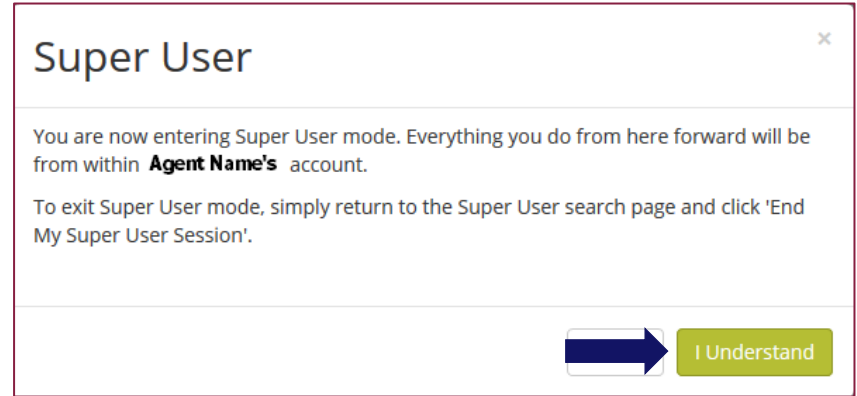 Super User
×
You are now entering Super User mode. Everything you do from here forward will be
from within Agent Name's account.
To exit Super User mode, simply return to the Super User search page and click 'End
My Super User Session'.
I Understand